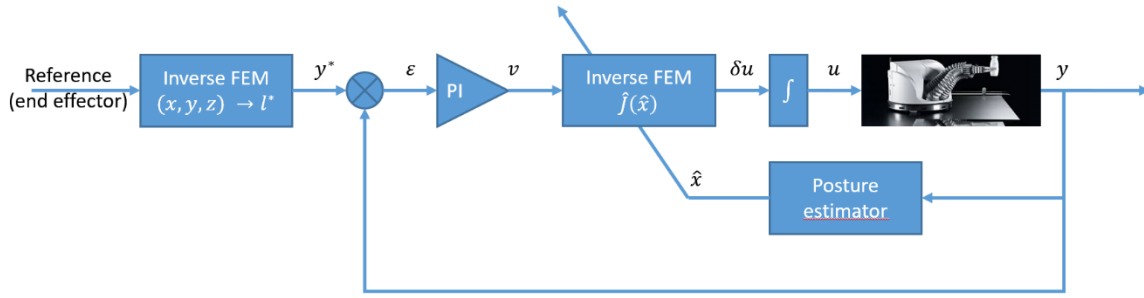 Reference
(end effector)
Inverse FEM
(x, y, z) → l*
y*
ε
PI
v
Inverse FEM
Ĵ(x̂)
δu
∫
u
y
x̂
Posture
estimator